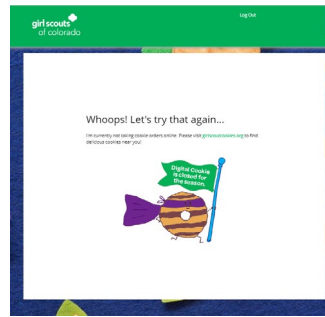 girl scouts
of colorado
Log Out
Whoops! Let's try that again...
I'm currently not taking cookie orders online. Please visit girlscoutcookies.org to find
delicious cookies near you!
Digital Cookie
is closed for
the season.